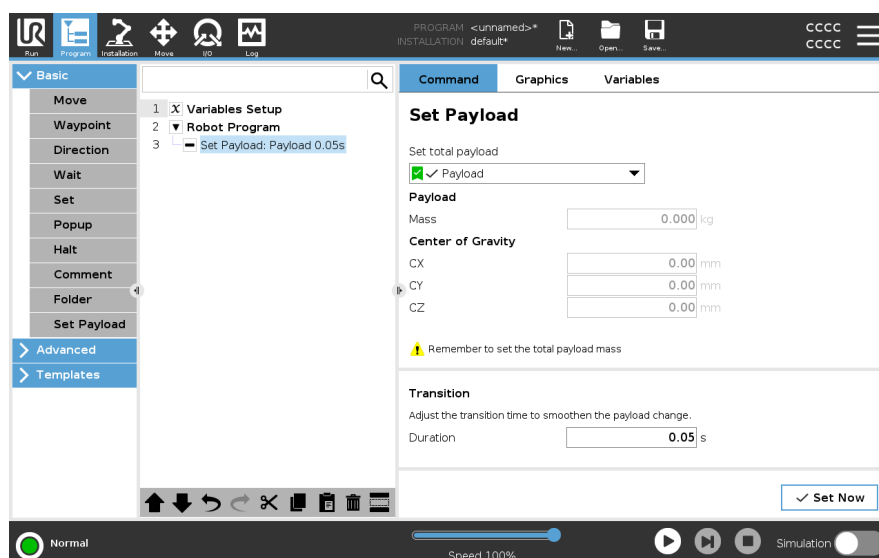 UR
PROGRAM <unnamed>*
INSTALLATION default*
CCCC
CCCC
Run Program Installation Move I/O Log New... Open... Save...
Basic
Command Graphics Variables
Move
Waypoint
Direction
Wait
Set
Popup
Halt
Comment
Folder
Set Payload
Advanced
Templates
1 X Variables Setup
2 Robot Program
3 Set Payload: Payload 0.05s
Set Payload
Set total payload
Payload
Payload
Mass 0.000 kg
Center of Gravity
CX 0.00 mm
CY 0.00 mm
CZ 0.00 mm
Remember to set the total payload mass
Transition
Adjust the transition time to smoothen the payload change.
Duration 0.05 s
Set Now
Normal
Speed 100%
Simulation